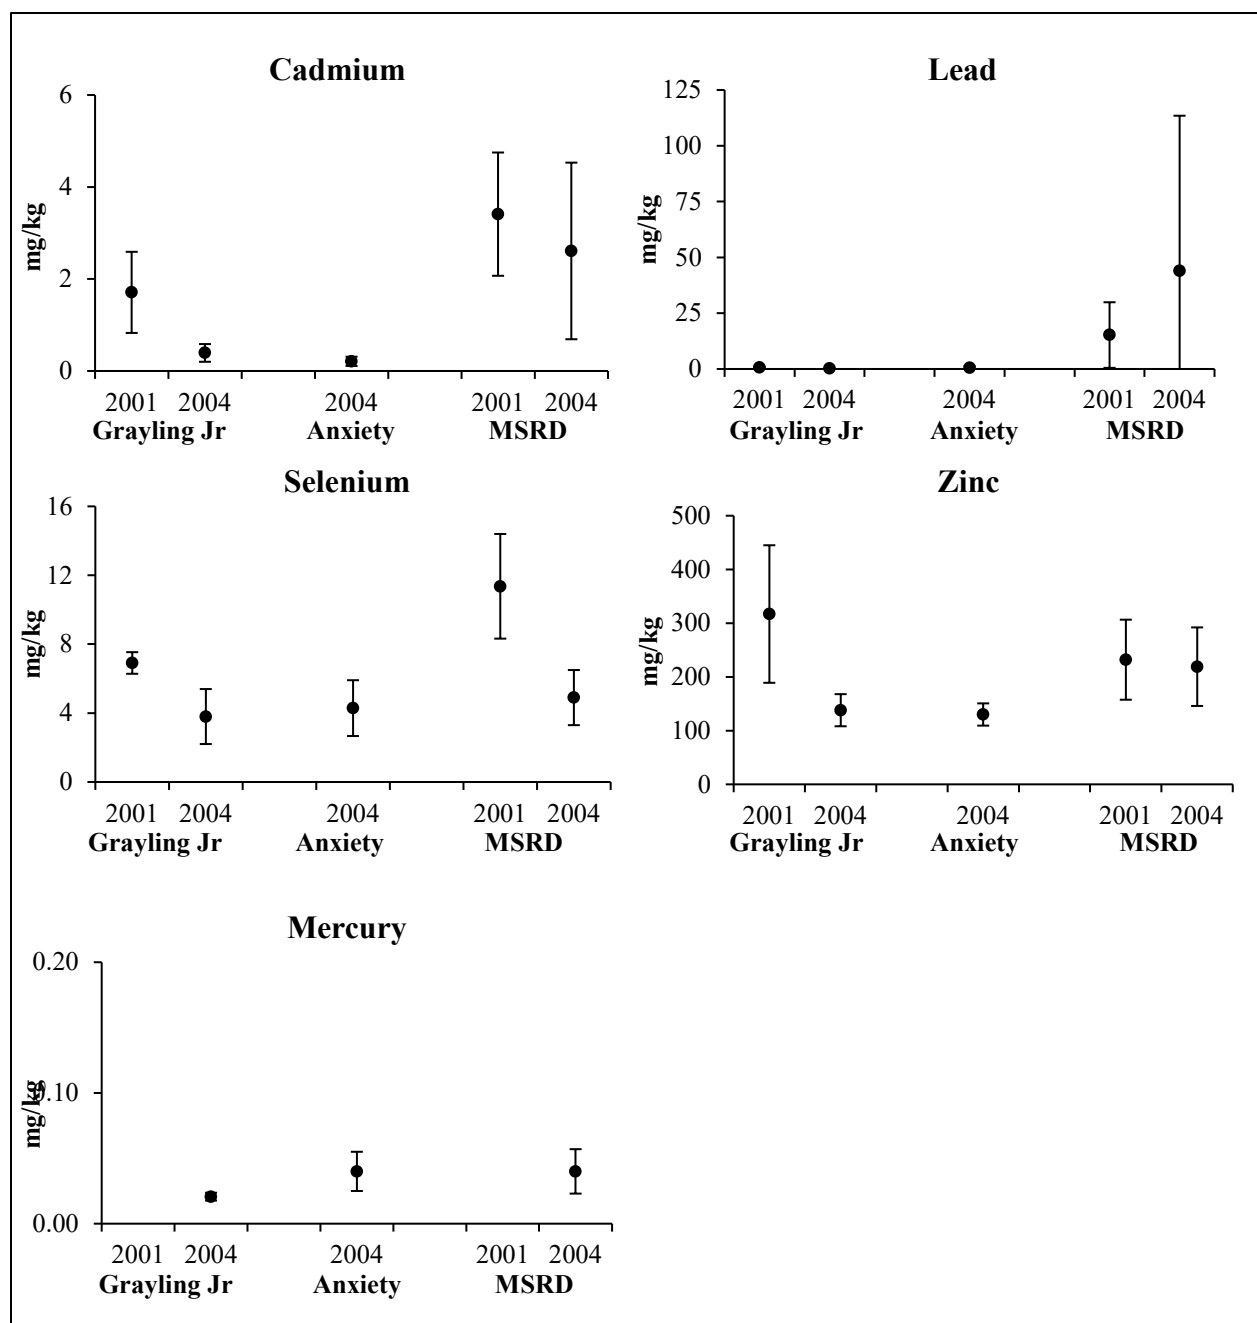 Cadmium
6
4
2
0
mg/kg
2001 2004 2004 2001 2004
Grayling Jr Anxiety MSRD
Lead
125
100
75
50
25
0
mg/kg
2001 2004 2004 2001 2004
Grayling Jr Anxiety MSRD
Selenium
16
12
8
4
0
mg/kg
2001 2004 2004 2001 2004
Grayling Jr Anxiety MSRD
Zinc
500
400
300
200
100
0
mg/kg
2001 2004 2004 2001 2004
Grayling Jr Anxiety MSRD
Mercury
0.20
0.10
0.00
mg/kg
2001 2004 2004 2001 2004
Grayling Jr Anxiety MSRD